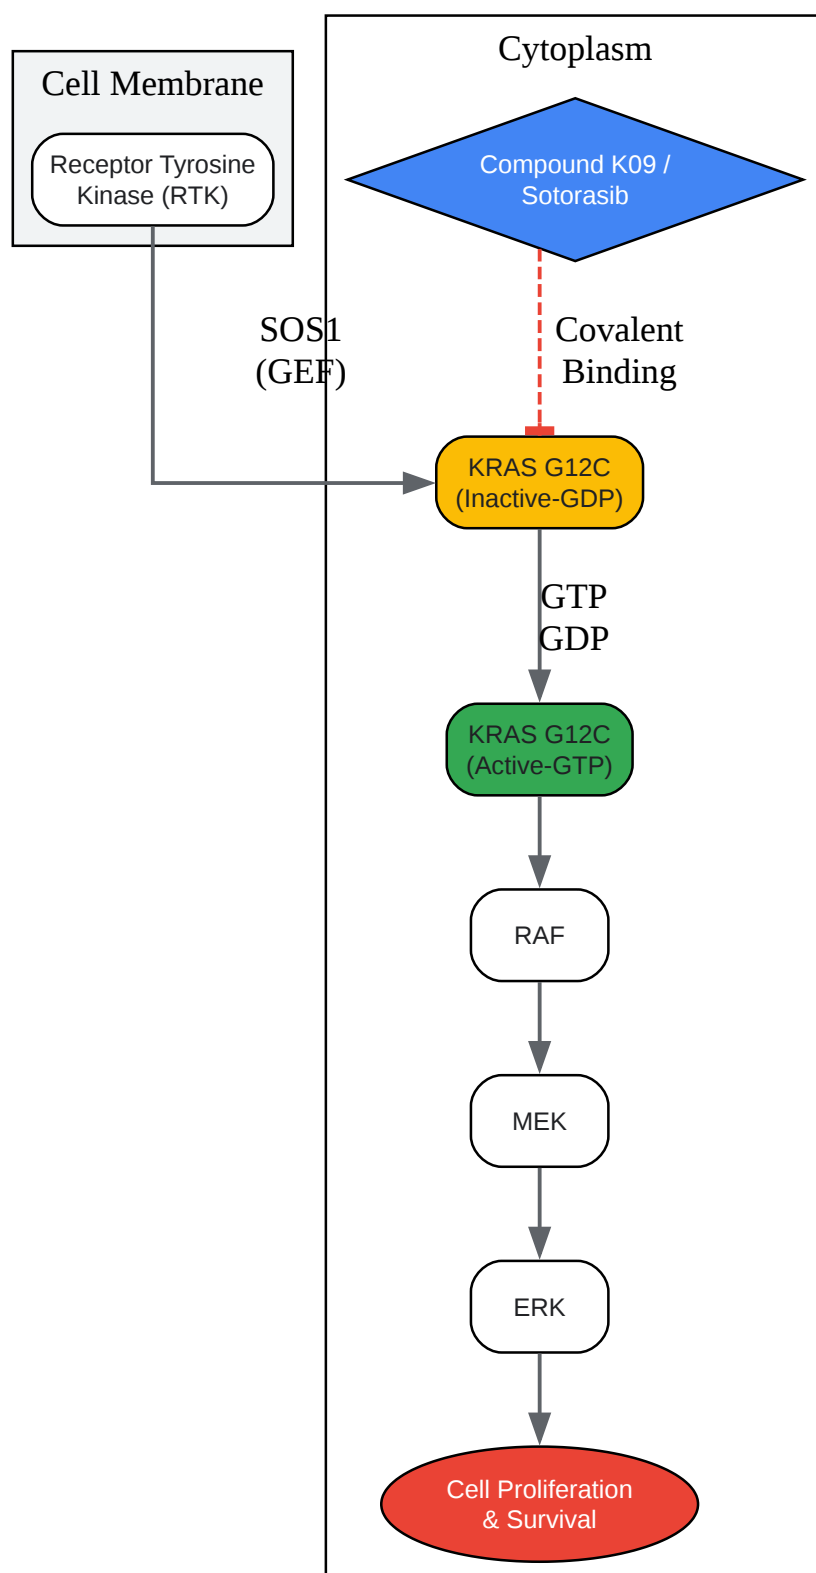 Cytoplasm
Cell Membrane
Receptor Tyrosine
Kinase (RTK)
Compound K09 /
Sotorasib
SOS1
(GEF)
Covalent
Binding
KRAS G12C
(Inactive-GDP)
GTP
GDP
KRAS G12C
(Active-GTP)
RAF
MEK
ERK
Cell Proliferation
& Survival